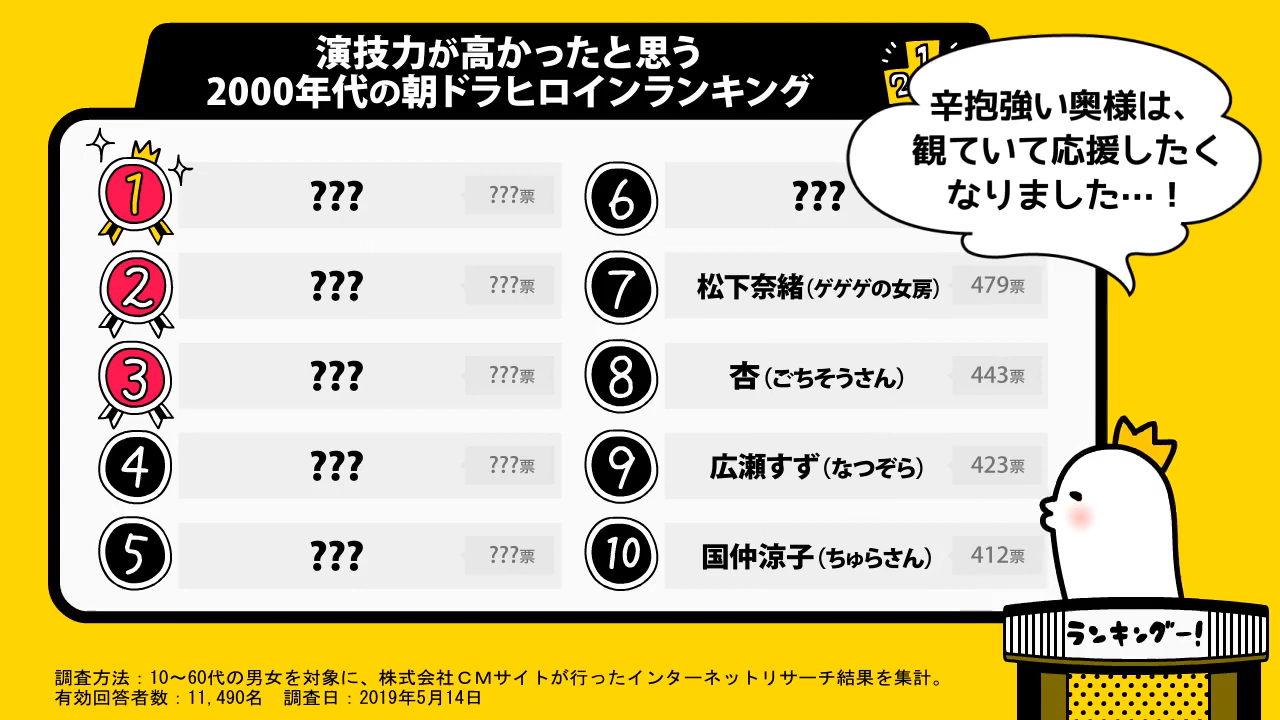 演技力が高かったと思う
2000年代の朝ドラヒロインランキング
1
2
辛抱強い奥様は、
観ていて応援したく
なりました…！
1 ??? ???票
2 ??? ???票
3 ??? ???票
4 ??? ???票
5 ??? ???票
6 ???
7 松下奈緒(ゲゲゲの女房) 479票
8 杏(ごちそうさん) 443票
9 広瀬すず(なつぞら) 423票
10 国仲涼子(ちゅらさん) 412票
ランキングー!
調査方法：10～60代の男女を対象に、株式会社ＣＭサイトが行ったインターネットリサーチ結果を集計。
有効回答者数：11,490名　調査日：2019年5月14日